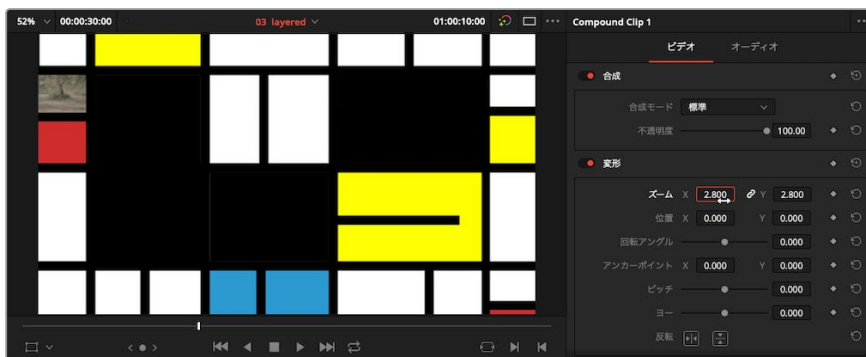 52% 00:00:30:00 03 layered 01:00:10:00 Compound Clip 1
ビデオ オーディオ
合成
合成モード 標準
不透明度 100.00
変形
ズーム X 2.800 Y 2.800
位置 X 0.000 Y 0.000
回転アングル 0.000
アンカーポイント X 0.000 Y 0.000
ピッチ 0.000
ヨー 0.000
反転